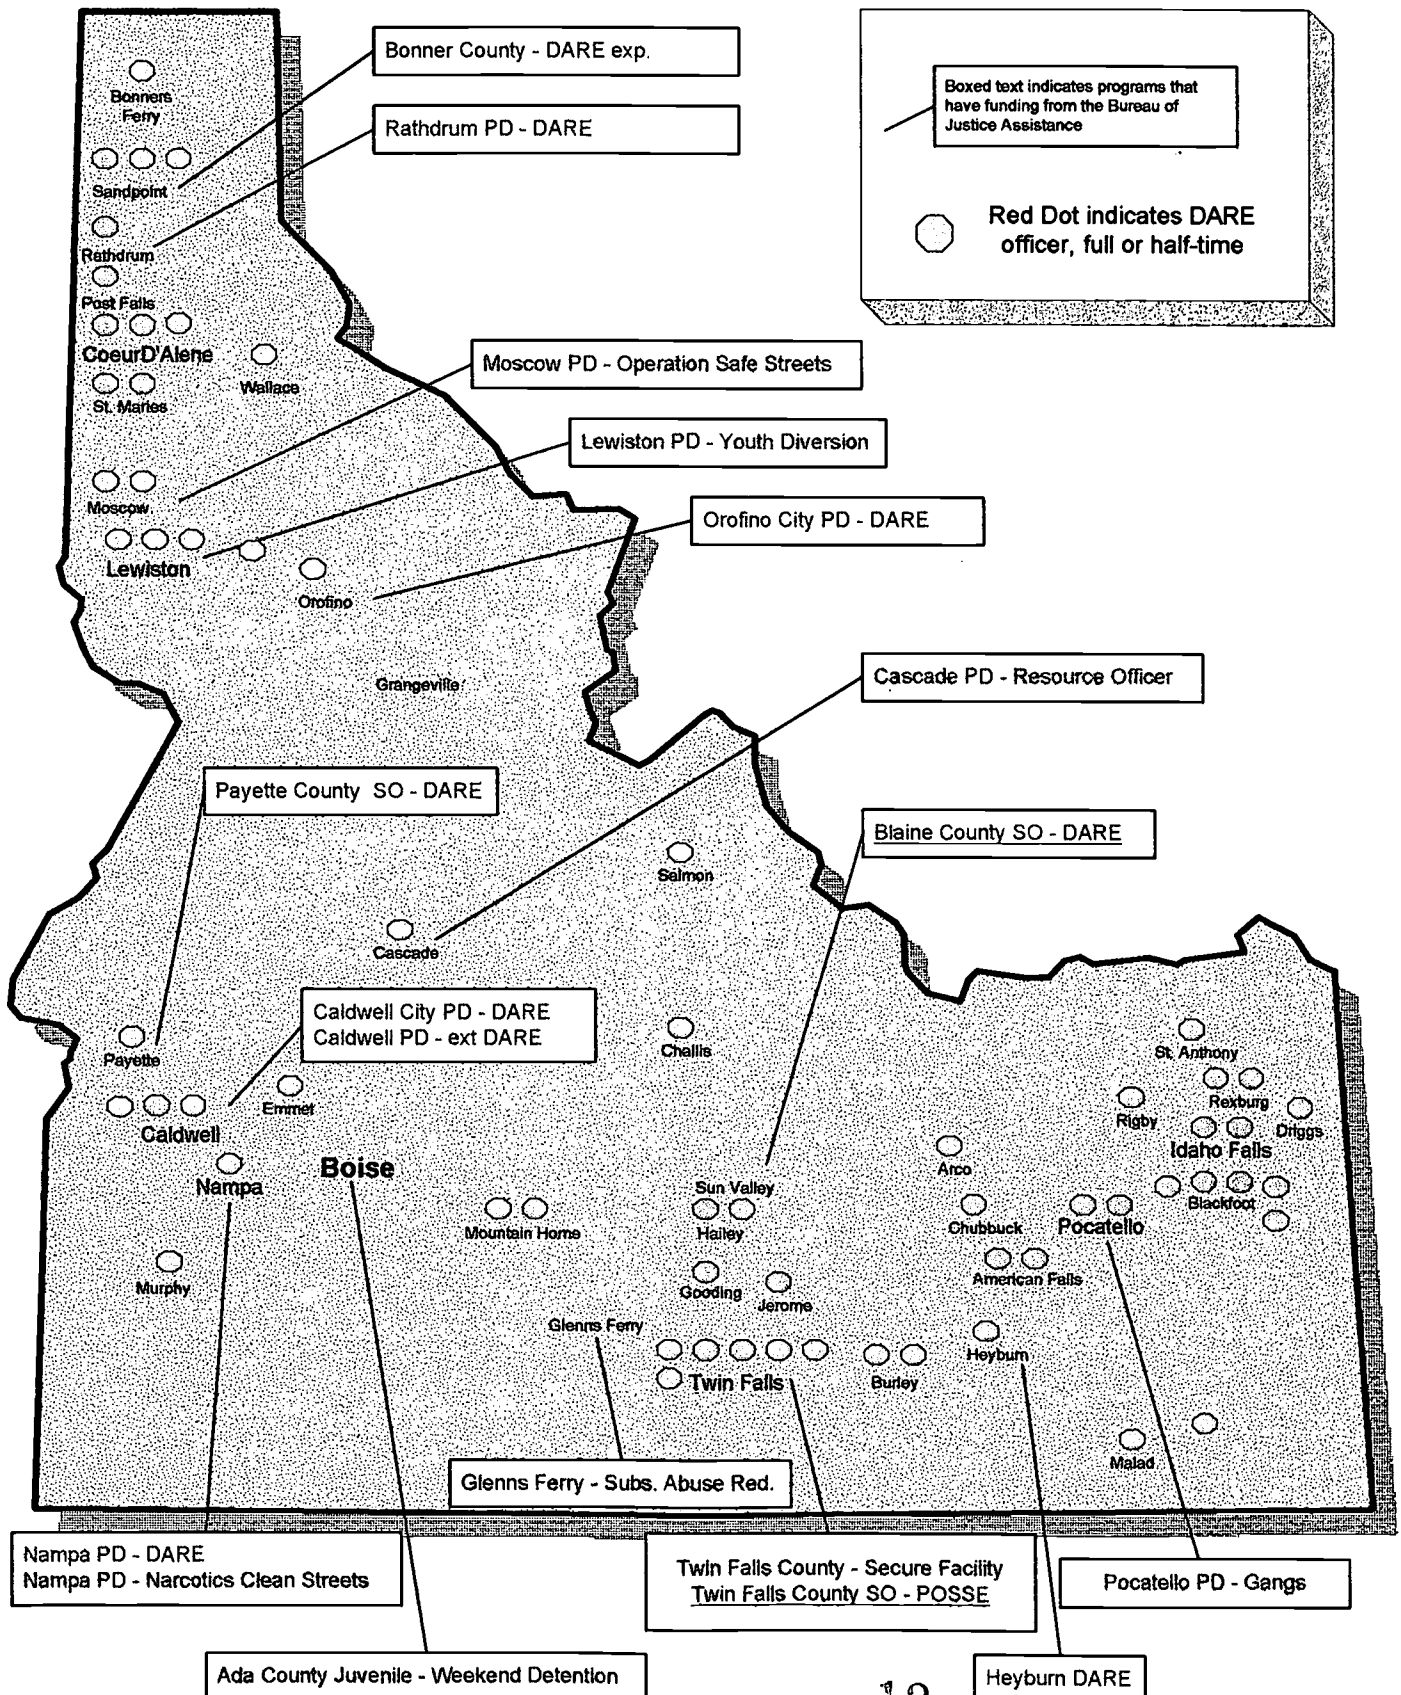 Bonner County - DARE exp.
Rathdrum PD - DARE
Boxed text indicates programs that
have funding from the Bureau of
Justice Assistance
Red Dot indicates DARE
officer, full or half-time
Bonners
Ferry
Sandpoint
Rathdrum
Post Falls
CoeurD'Alene
Wallace
St. Maries
Moscow PD - Operation Safe Streets
Lewiston PD - Youth Diversion
Moscow
Orofino City PD - DARE
Lewiston
Orofino
Grangeville
Cascade PD - Resource Officer
Payette County SO - DARE
Blaine County SO - DARE
Salmon
Cascade
Caldwell City PD - DARE
Caldwell PD - ext DARE
Payette
Challis
St. Anthony
Emmet
Rexburg
Rigby
Driggs
Caldwell
Idaho Falls
Boise
Arco
Nampa
Sun Valley
Blackfoot
Mountain Home
Hailey
Chubbuck
Pocatello
Murphy
American Falls
Gooding
Jerome
Glenns Ferry
Heyburn
Twin Falls
Burley
Malad
Glenns Ferry - Subs. Abuse Red.
Nampa PD - DARE
Nampa PD - Narcotics Clean Streets
Twin Falls County - Secure Facility
Twin Falls County SO - POSSE
Pocatello PD - Gangs
Ada County Juvenile - Weekend Detention
Heyburn DARE